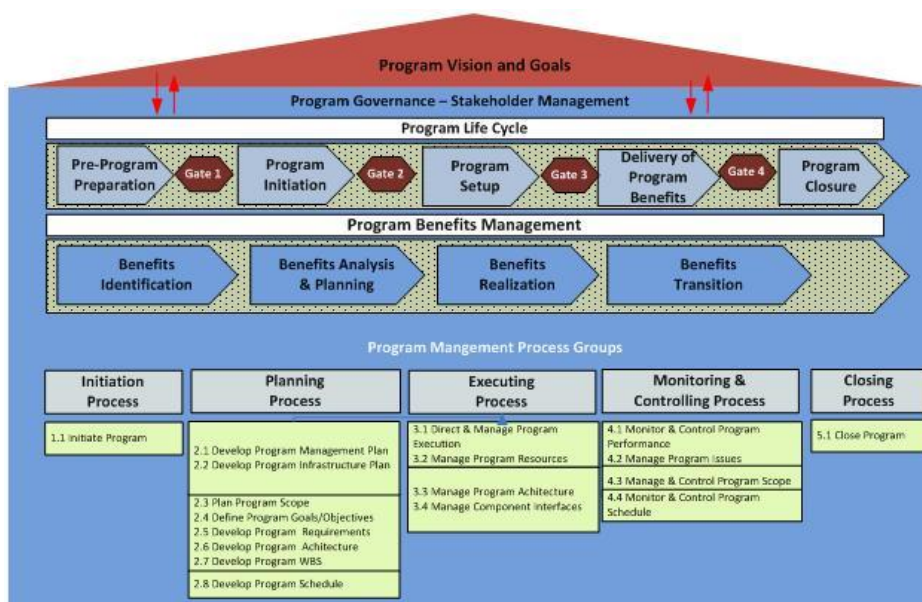 Program Vision and Goals
Program Governance – Stakeholder Management
Program Life Cycle
Pre-Program
Preparation
Gate 1
Program
Initiation
Gate 2
Program
Setup
Gate 3
Delivery of
Program
Benefits
Gate 4
Program
Closure
Program Benefits Management
Benefits
Identification
Benefits Analysis
& Planning
Benefits
Realization
Benefits
Transition
Program Mangement Process Groups
Initiation
Process
1.1 Initiate Program
Planning
Process
2.1 Develop Program Management Plan
2.2 Develop Program Infrastructure Plan
2.3 Plan Program Scope
2.4 Define Program Goals/Objectives
2.5 Develop Program Requirements
2.6 Develop Program Achitecture
2.7 Develop Program WBS
2.8 Develop Program Schedule
Executing
Process
3.1 Direct & Manage Program
Execution
3.2 Manage Program Resources
3.3 Manage Program Achitecture
3.4 Manage Component Interfaces
Monitoring &
Controlling Process
4.1 Monitor & Control Program
Performance
4.2 Manage Program Issues
4.3 Manage & Control Program Scope
4.4 Monitor & Control Program
Schedule
Closing
Process
5.1 Close Program